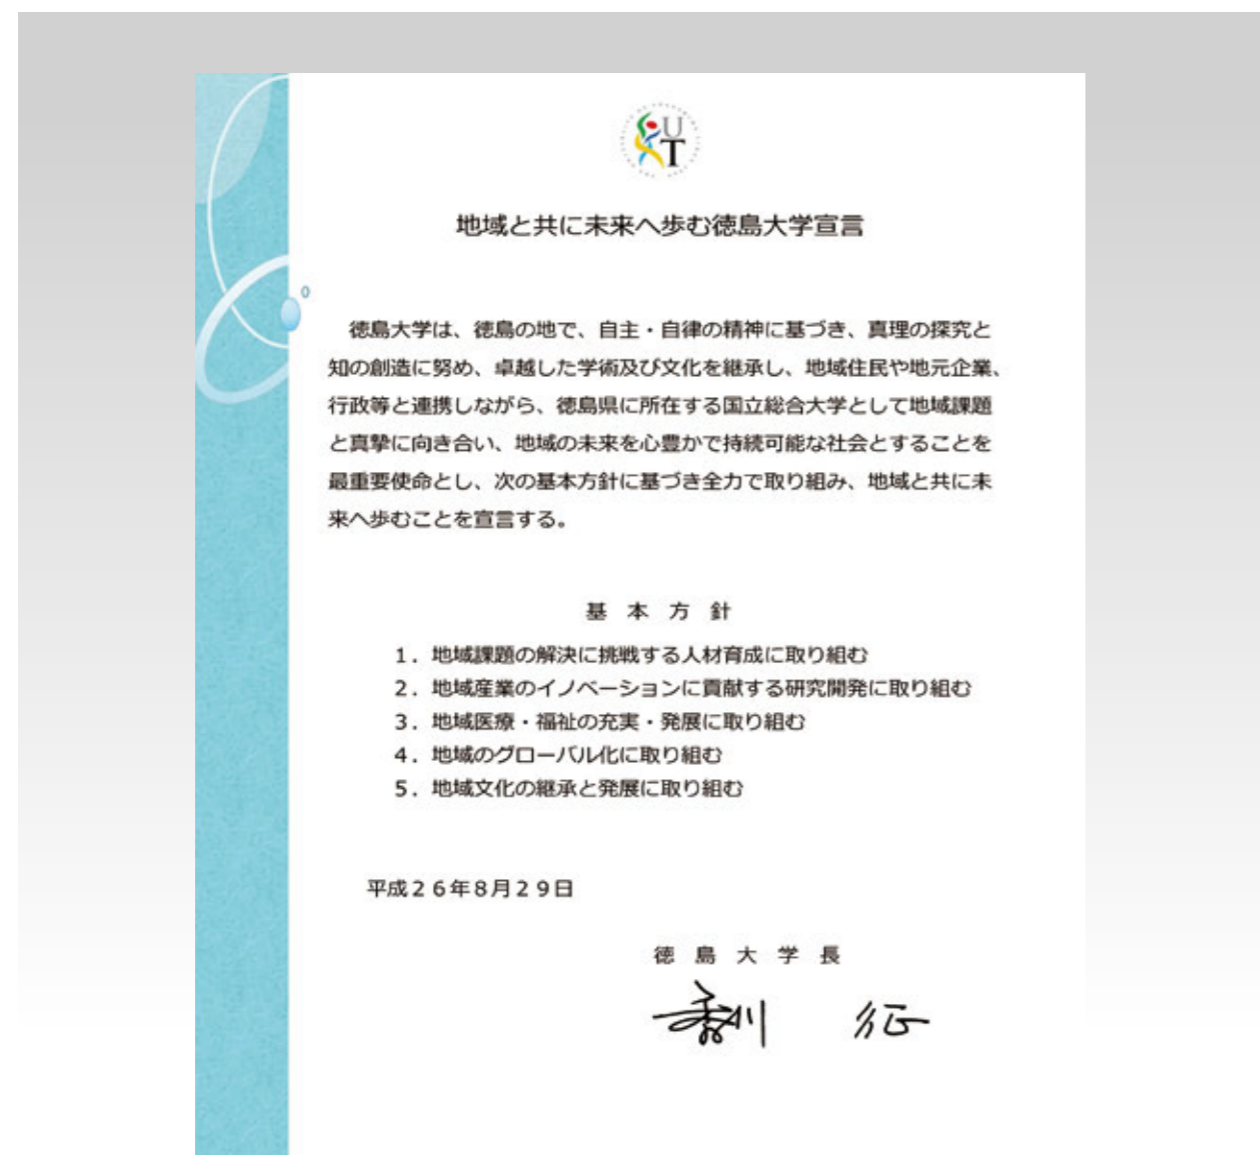 UT
地域と共に未来へ歩む徳島大学宣言
徳島大学は、徳島の地で、自主・自律の精神に基づき、真理の探究と
知の創造に努め、卓越した学術及び文化を継承し、地域住民や地元企業、
行政等と連携しながら、徳島県に所在する国立総合大学として地域課題
と真摯に向き合い、地域の未来を心豊かで持続可能な社会とすることを
最重要使命とし、次の基本方針に基づき全力で取り組み、地域と共に未
来へ歩むことを宣言する。
基 本 方 針
1．地域課題の解決に挑戦する人材育成に取り組む
2．地域産業のイノベーションに貢献する研究開発に取り組む
3．地域医療・福祉の充実・発展に取り組む
4．地域のグローバル化に取り組む
5．地域文化の継承と発展に取り組む
平成２６年８月２９日
徳 島 大 学 長
香川 征